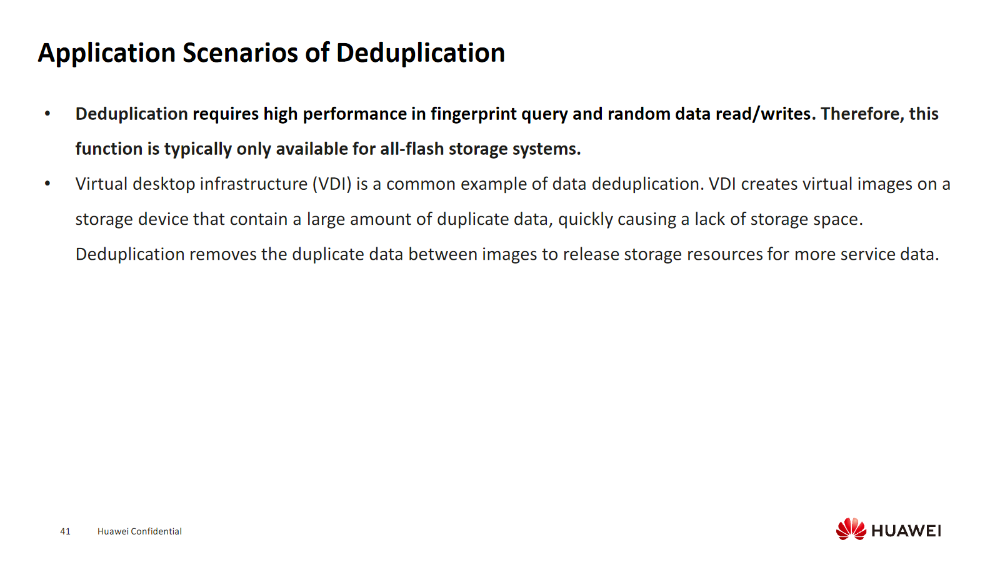 Application Scenarios of Deduplication
• Deduplication requires high performance in fingerprint query and random data read/writes. Therefore, this
function is typically only available for all-flash storage systems.
• Virtual desktop infrastructure (VDI) is a common example of data deduplication. VDI creates virtual images on a
storage device that contain a large amount of duplicate data, quickly causing a lack of storage space.
Deduplication removes the duplicate data between images to release storage resources for more service data.
41 Huawei Confidential
HUAWEI